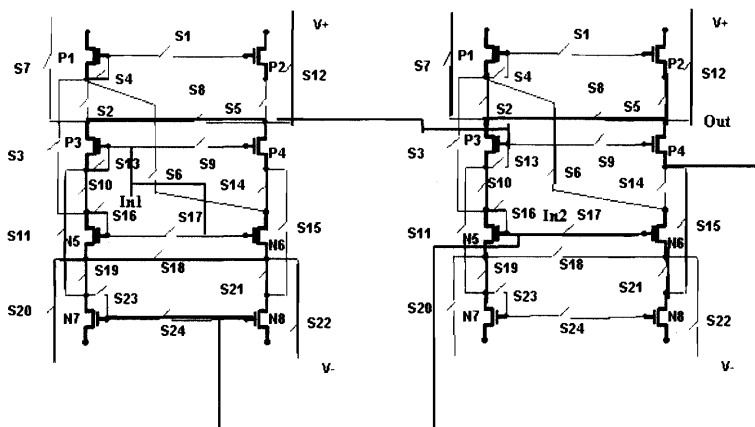 S1 V+
S7 P1 S4 P2 S12
S8
S2 S5
S3 P3 S13 S9 P4
S6
S10 S14
In1 S16 S17
S11 N5 N6 S15
S19 S18
S20 S23 S21
N7 S24 N8 S22
V-
S1 V+
S7 P1 S4 P2 S12
S8
S2 S5 Out
S3 P3 S13 S9 P4
S6
S10 S14
S16 In2 S17
S11 N5 N6 S15
S19 S18
S20 S23 S21
N7 S24 N8 S22
V-